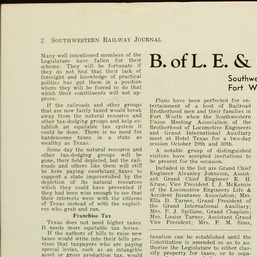 2 SOUTHWESTERN RAILWAY JOURNAL
Many well intentioned members of the
Legislature have fallen for their
scheme. They will be fortunate if
they do not find that their lack of
foresight and knowledge of practical
politics has put them in a position
where they will be forced to do that
which their constituents will not ap-
prove.
If the railroads and other groups
that are now fairly taxed would break
away from the natural resource and
other tax-dodging groups and help es-
tablish an equitable tax system it
could be done. There is no need for
burdensome taxes in a state as
wealthy as Texas.
Some day the natural resource and
other tax-dodging groups will be
gone, their field depleted, but the rail-
roads and others like them will still
be here paying exorbitant taxes to
support a state impoverished by the
depletion of its natural resources
which they could have prevented if
they had been wise enough to see that
their interests were with the citizens
of Texas instead of with the exploit-
ers who grab and run.
Franchise Tax
Texas does not need higher taxes.
It needs more equitable tax levies.
If the authors of bills to raise new
taxes would write into their bills pro-
visos that taxpayers who are paying
special levies, such as an intangible
asset or gross production tax, would
B. of L. E. &
Southwe
Fort W
Plans have been perfected for en-
tertainment of a host of Railroad
Brotherhood men and their families in
Fort Worth when the Southwestern
Union Meeting Association of the
Brotherhood of Locomotive Engineers
and Grand International Auxiliary
meet at Hotel Texas for a two-day
session October 29th and 30th.
A notable group of distinguished
visitors have accepted invitations to
be present for the occasion.
Included in the list are Grand Chief
Engineer Alvanley Johnston, Assist-
ant Grand Chief Engineer E. H.
Kruse, Vice President I. J. McKensie
of the Locomotive Engineers Life &
Accident Insurance Association, Mrs.
Ella D. Turner, Grand President of
the Grand International Auxiliary;
Mrs. P. J. Spillane, Grand Chaplain,
Mrs. Louise Turner, Assistant Grand
Vice President, and
taxation can be established until the
Constitution is amended so as to au-
thorize the Legislature to either clas-
sify property for taxes, or to sepa-